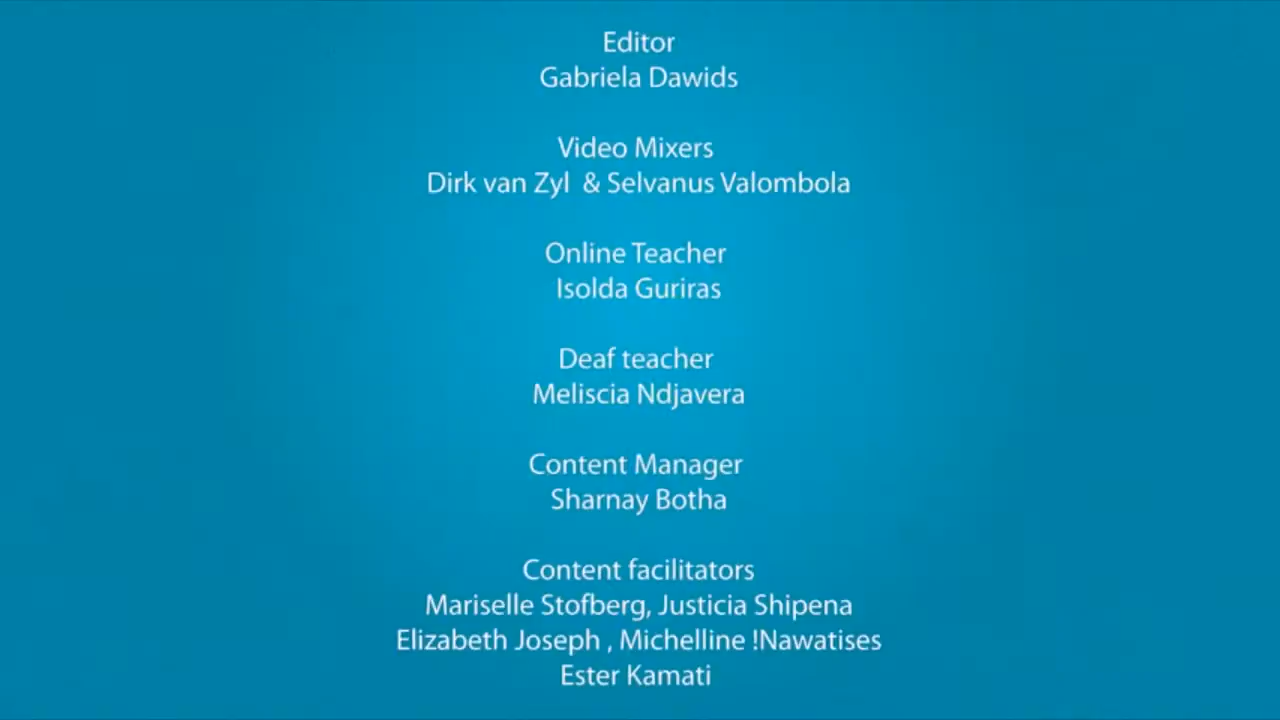 Editor
Gabriela Dawids
Video Mixers
Dirk van Zyl  & Selvanus Valombola
Online Teacher
Isolda Guriras
Deaf teacher
Meliscia Ndjavera
Content Manager
Sharnay Botha
Content facilitators
Mariselle Stofberg, Justicia Shipena
Elizabeth Joseph , Michelline !Nawatises
Ester Kamati